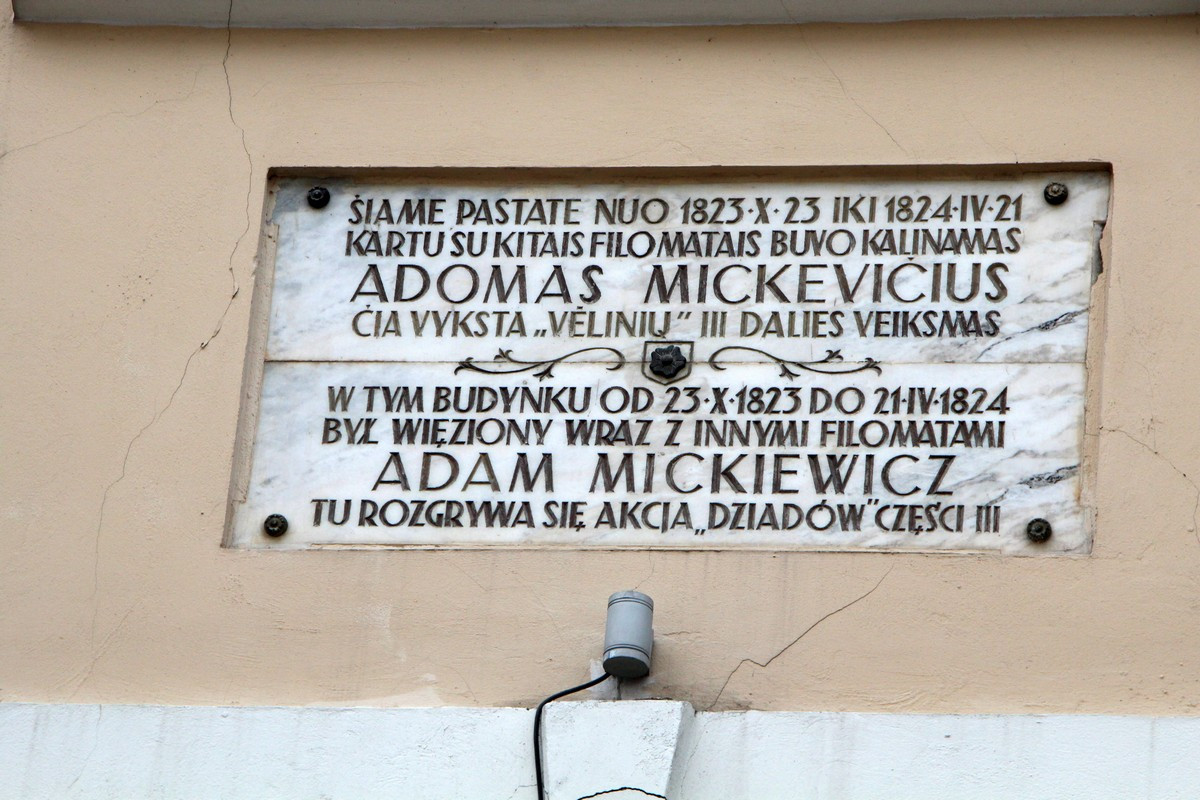 ŠIAME PASTATE NUO 1823·X·23 IKI 1824·IV·21
KARTU SU KITAIS FILOMATAIS BUVO KALINAMAS
ADOMAS MICKEVIČIUS
ČIA VYKSTA „VĖLINIŲ” III DALIES VEIKSMAS
W TYM BUDYNKU OD 23·X·1823 DO 21·IV·1824
BYŁ WIĘZIONY WRAZ Z INNYMI FILOMATAMI
ADAM MICKIEWICZ
TU ROZGRYWA SIĘ AKCJA „DZIADÓW” CZĘŚCI III